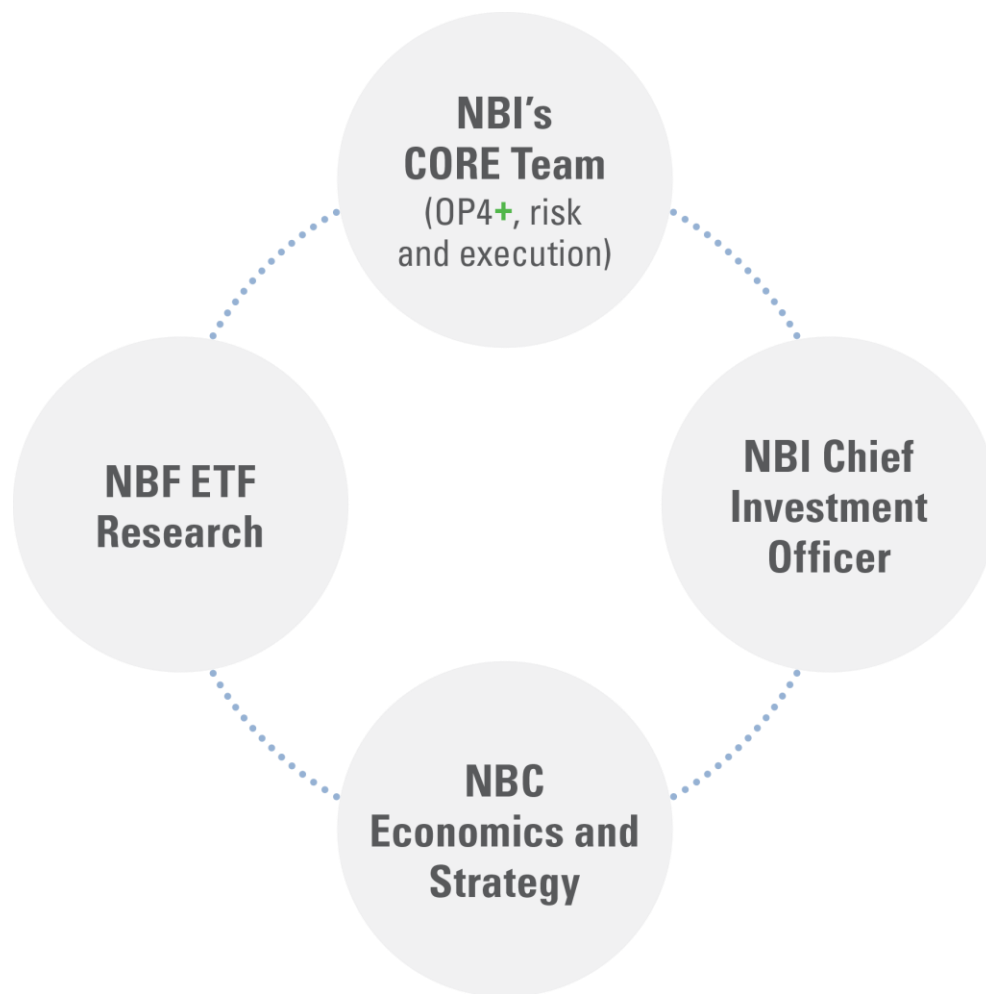 NBI’s
CORE Team
(OP4+, risk
and execution)
NBF ETF
Research
NBI Chief
Investment
Officer
NBC
Economics and
Strategy